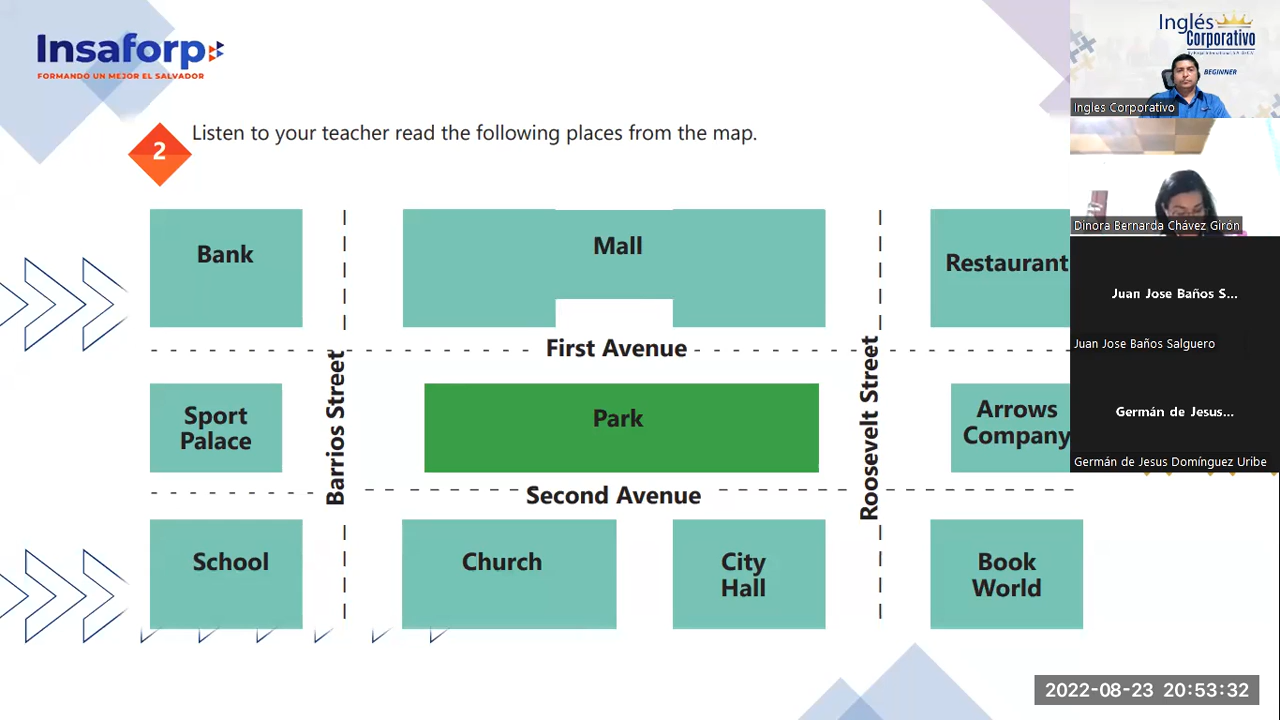 Insaforp
FORMANDO UN MEJOR EL SALVADOR
2
Listen to your teacher read the following places from the map.
Bank
Mall
Restaurant
First Avenue
Barrios Street
Roosevelt Street
Sport
Palace
Park
Arrows
Company
Second Avenue
School
Church
City
Hall
Book
World
Inglés
Corporativo
BEGINNER
Ingles Corporativo
Dinora Bernarda Chávez Girón
Juan Jose Baños S...
Juan Jose Baños Salguero
Germán de Jesus...
Germán de Jesus Domínguez Uribe
2022-08-23 20:53:32